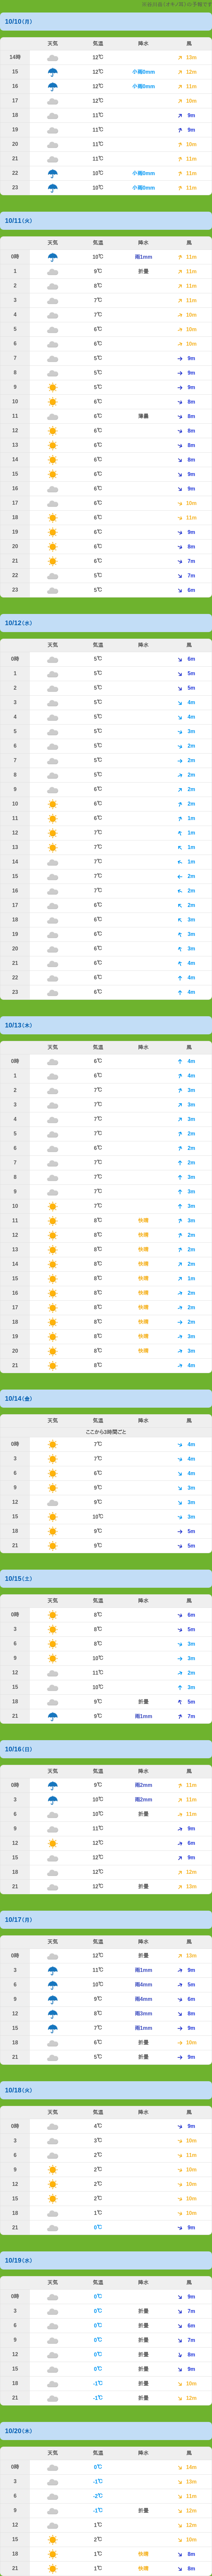 10/10(月)
天気 気温 降水 風
14時 12℃ 13m
15 12℃ 小雨0mm 12m
16 12℃ 小雨0mm 11m
17 12℃ 10m
18 11℃ 9m
19 11℃ 9m
20 11℃ 10m
21 11℃ 11m
22 10℃ 小雨0mm 11m
23 10℃ 小雨0mm 11m
10/11(火)
天気 気温 降水 風
0時 10℃ 雨1mm 11m
1 9℃ 折曇 11m
2 8℃ 11m
3 7℃ 11m
4 7℃ 10m
5 6℃ 10m
6 6℃ 10m
7 5℃ 9m
8 5℃ 9m
9 5℃ 9m
10 6℃ 8m
11 6℃ 薄曇 8m
12 6℃ 8m
13 6℃ 8m
14 6℃ 8m
15 6℃ 9m
16 6℃ 9m
17 6℃ 10m
18 6℃ 11m
19 6℃ 9m
20 6℃ 8m
21 6℃ 7m
22 5℃ 7m
23 5℃ 6m
10/12(水)
天気 気温 降水 風
0時 5℃ 6m
1 5℃ 5m
2 5℃ 5m
3 5℃ 4m
4 5℃ 4m
5 5℃ 3m
6 5℃ 2m
7 5℃ 2m
8 5℃ 2m
9 6℃ 2m
10 6℃ 2m
11 6℃ 1m
12 7℃ 1m
13 7℃ 1m
14 7℃ 1m
15 7℃ 2m
16 7℃ 2m
17 6℃ 2m
18 6℃ 3m
19 6℃ 3m
20 6℃ 3m
21 6℃ 4m
22 6℃ 4m
23 6℃ 4m
10/13(木)
天気 気温 降水 風
0時 6℃ 4m
1 6℃ 4m
2 7℃ 3m
3 7℃ 3m
4 7℃ 3m
5 7℃ 2m
6 6℃ 2m
7 7℃ 2m
8 7℃ 3m
9 7℃ 3m
10 7℃ 3m
11 8℃ 快晴 3m
12 8℃ 快晴 2m
13 8℃ 快晴 2m
14 8℃ 快晴 2m
15 8℃ 快晴 1m
16 8℃ 快晴 2m
17 8℃ 快晴 2m
18 8℃ 快晴 2m
19 8℃ 快晴 3m
20 8℃ 快晴 3m
21 8℃ 4m
10/14(金)
天気 気温 降水 風
ここから3時間ごと
0時 7℃ 4m
3 7℃ 4m
6 6℃ 4m
9 9℃ 3m
12 9℃ 3m
15 10℃ 3m
18 9℃ 5m
21 9℃ 5m
10/15(土)
天気 気温 降水 風
0時 8℃ 6m
3 8℃ 5m
6 8℃ 3m
9 10℃ 3m
12 11℃ 2m
15 10℃ 3m
18 9℃ 折曇 5m
21 9℃ 雨1mm 7m
10/16(日)
天気 気温 降水 風
0時 9℃ 雨2mm 11m
3 10℃ 雨2mm 11m
6 10℃ 折曇 11m
9 11℃ 9m
12 12℃ 6m
15 12℃ 9m
18 12℃ 12m
21 12℃ 折曇 13m
10/17(月)
天気 気温 降水 風
0時 12℃ 折曇 13m
3 11℃ 雨1mm 9m
6 10℃ 雨4mm 5m
9 9℃ 雨4mm 6m
12 8℃ 雨3mm 8m
15 7℃ 雨1mm 9m
18 6℃ 折曇 10m
21 5℃ 折曇 9m
10/18(火)
天気 気温 降水 風
0時 4℃ 9m
3 3℃ 10m
6 2℃ 11m
9 2℃ 10m
12 2℃ 10m
15 2℃ 10m
18 1℃ 10m
21 0℃ 9m
10/19(水)
天気 気温 降水 風
0時 0℃ 9m
3 0℃ 折曇 7m
6 0℃ 折曇 6m
9 0℃ 折曇 7m
12 0℃ 折曇 8m
15 0℃ 折曇 9m
18 -1℃ 折曇 10m
21 -1℃ 折曇 12m
10/20(木)
天気 気温 降水 風
0時 0℃ 14m
3 -1℃ 13m
6 -2℃ 11m
9 -1℃ 折曇 12m
12 1℃ 12m
15 2℃ 10m
18 1℃ 快晴 8m
21 1℃ 快晴 8m